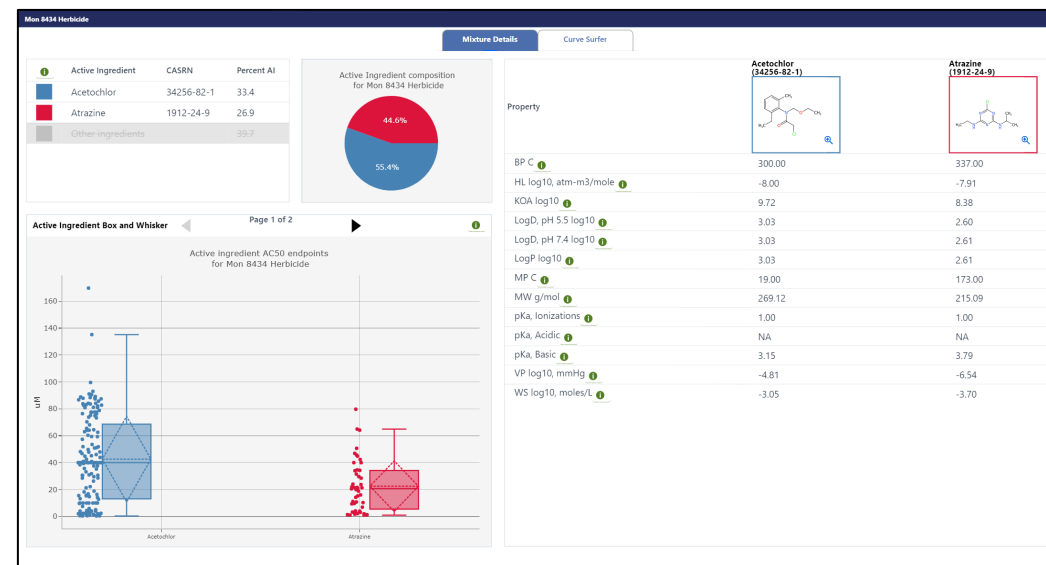 Mon 8434 Herbicide
Mixture Details
Curve Surfer
Active Ingredient CASRN Percent AI
Acetochlor 34256-82-1 33.4
Atrazine 1912-24-9 26.9
Other ingredients 39.7
Active Ingredient composition
for Mon 8434 Herbicide
44.6%
55.4%
Active Ingredient Box and Whisker
Page 1 of 2
Active ingredient AC50 endpoints
for Mon 8434 Herbicide
160
140
120
100
80
60
40
20
0
uM
Acetochlor
Atrazine
Property
Acetochlor
(34256-82-1)
Atrazine
(1912-24-9)
BP C 300.00 337.00
HL log10, atm-m3/mole -8.00 -7.91
KOA log10 9.72 8.38
LogD, pH 5.5 log10 3.03 2.60
LogD, pH 7.4 log10 3.03 2.61
LogP log10 3.03 2.61
MP C 19.00 173.00
MW g/mol 269.12 215.09
pKa, Ionizations 1.00 1.00
pKa, Acidic NA NA
pKa, Basic 3.15 3.79
VP log10, mmHg -4.81 -6.54
WS log10, moles/L -3.05 -3.70